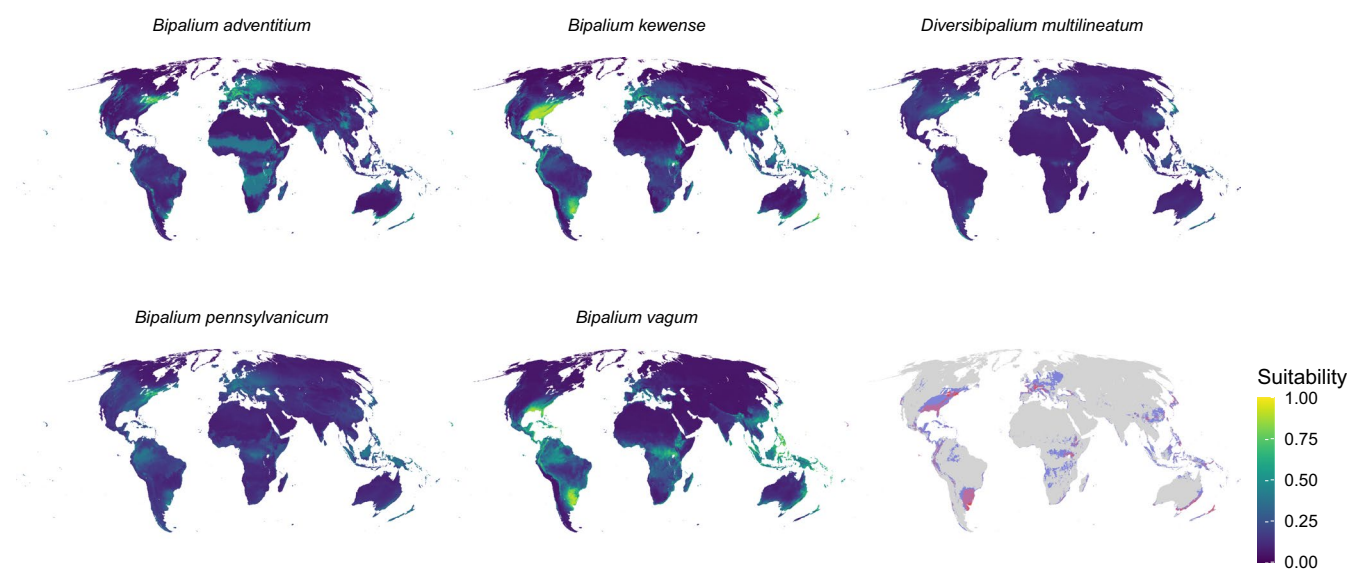 Bipalium adventitium
Bipalium kewense
Diversibipalium multilineatum
Bipalium pennsylvanicum
Bipalium vagum
Suitability
1.00
0.75
0.50
0.25
0.00